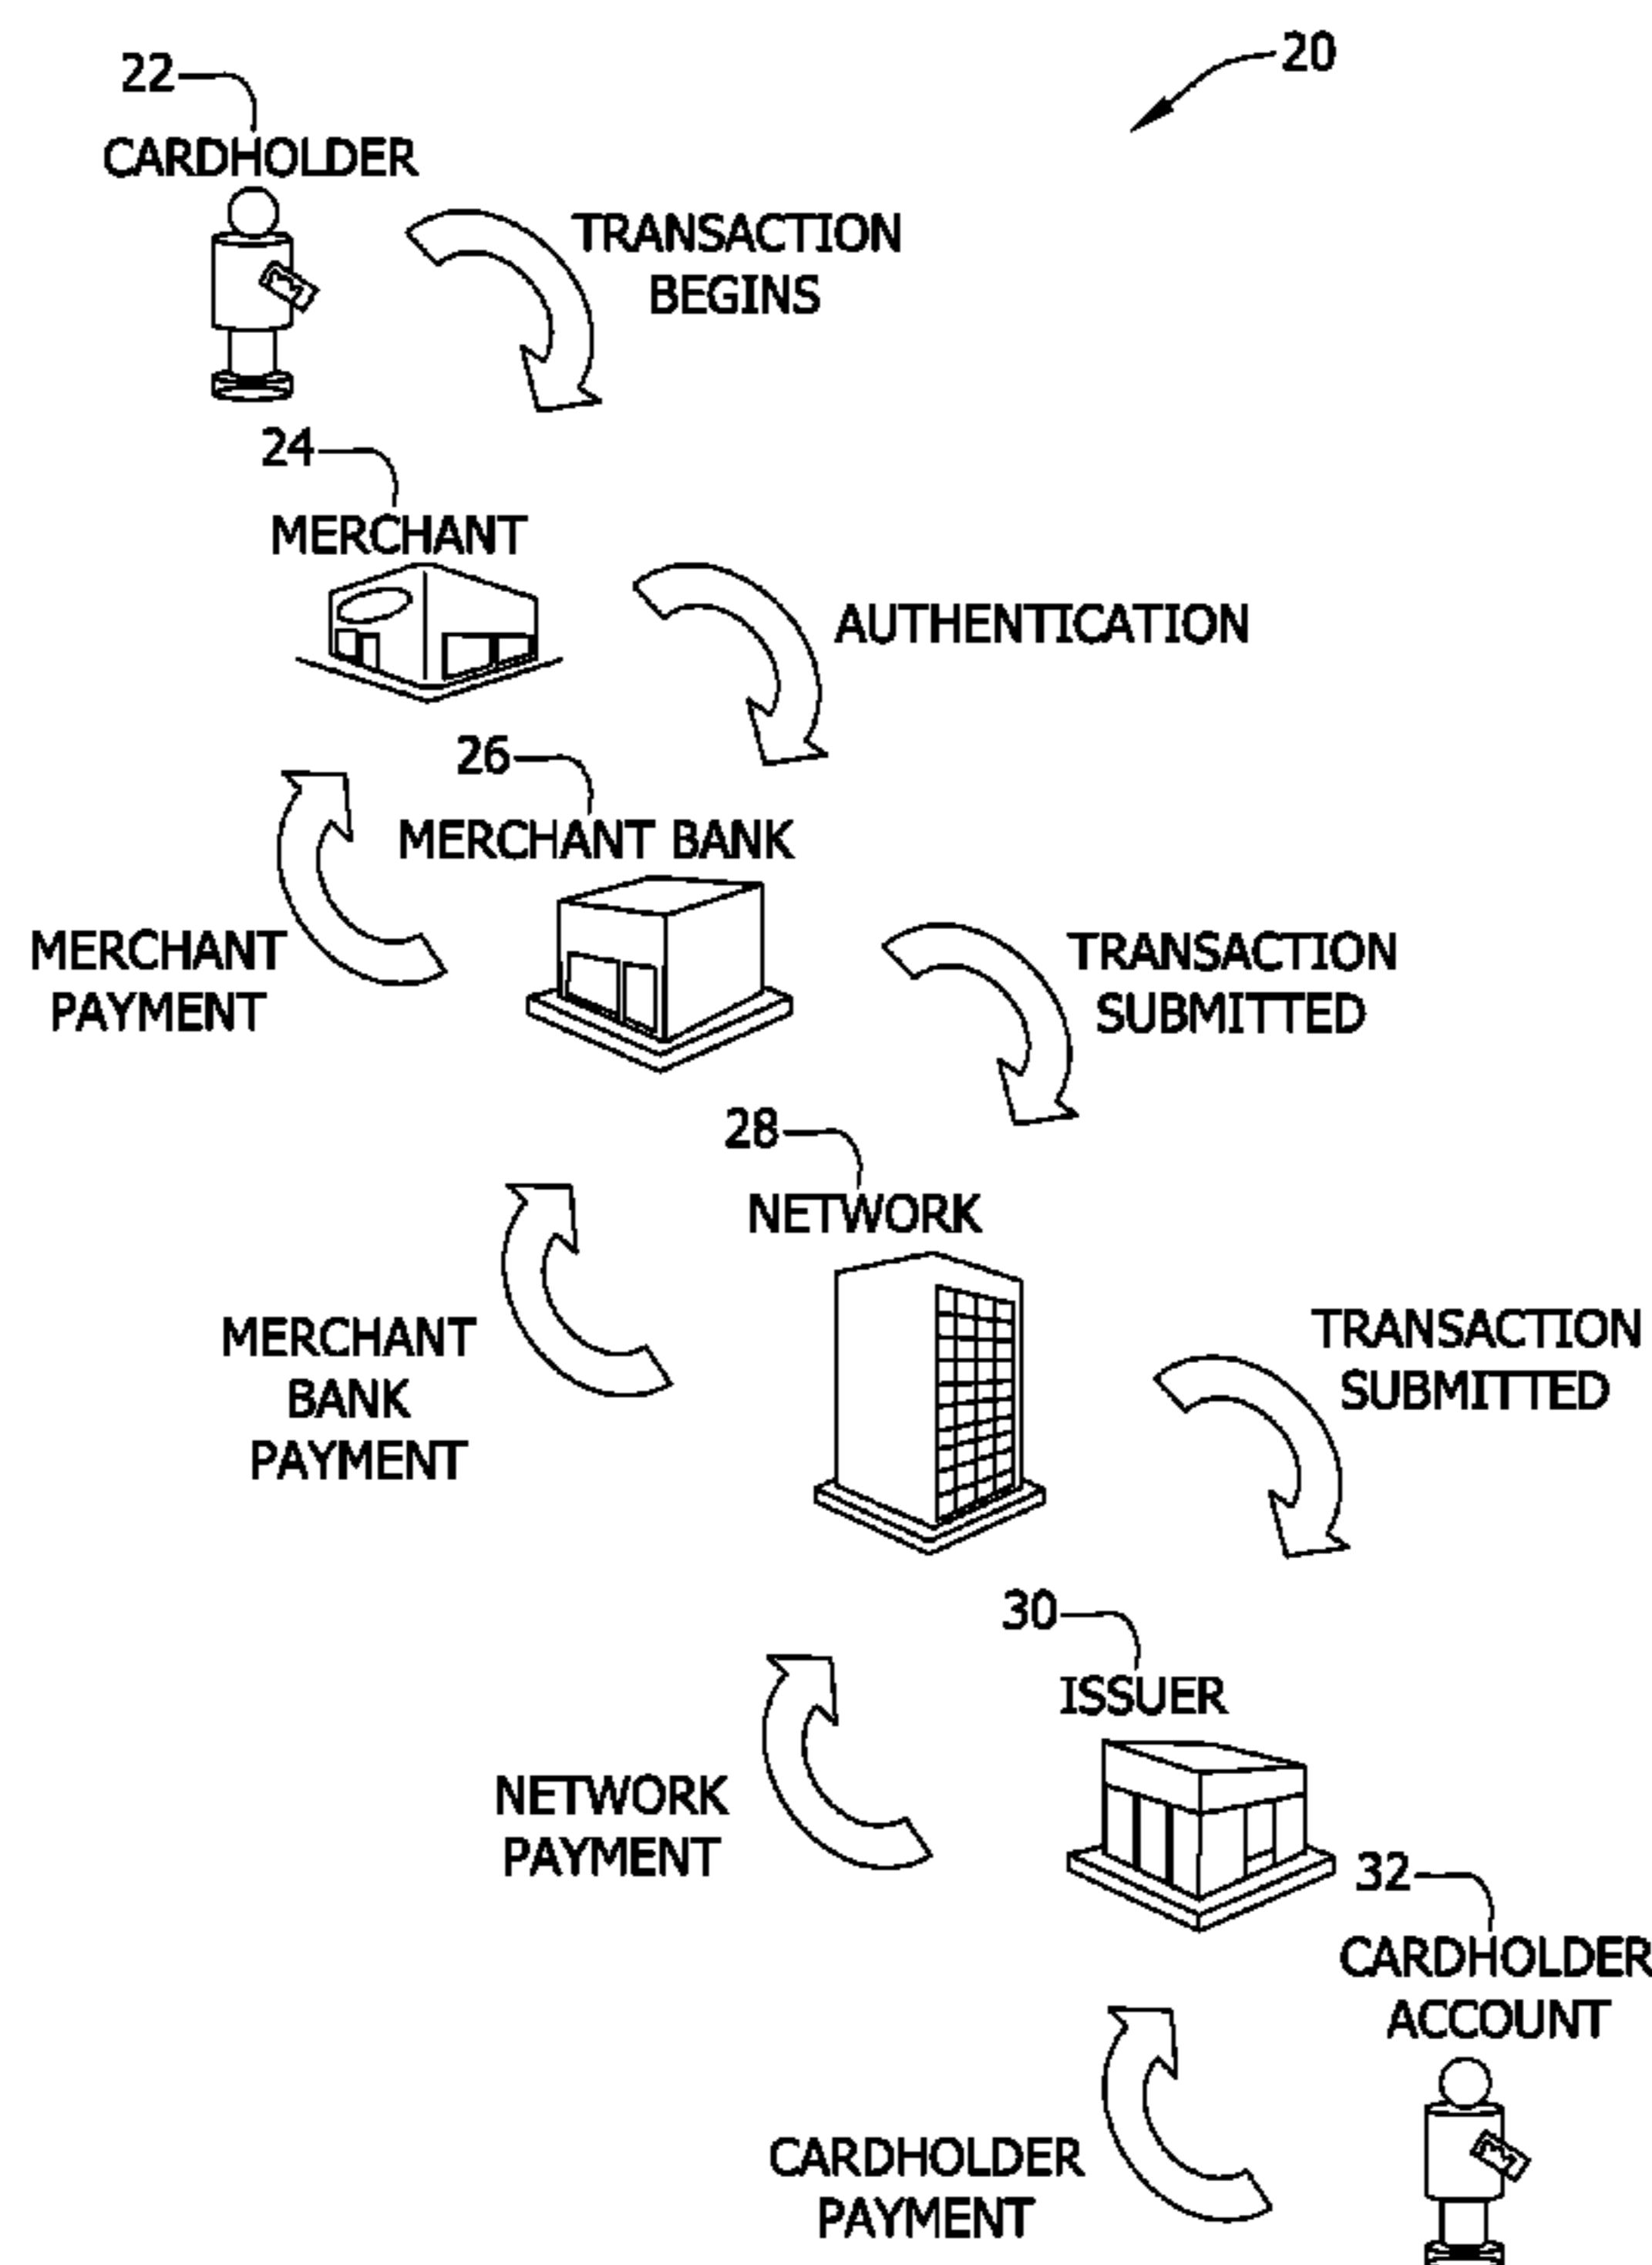 20
22
CARDHOLDER
TRANSACTION
BEGINS
24
MERCHANT
AUTHENTICATION
26
MERCHANT BANK
MERCHANT
PAYMENT
TRANSACTION
SUBMITTED
28
NETWORK
MERCHANT
BANK
PAYMENT
TRANSACTION
SUBMITTED
30
ISSUER
NETWORK
PAYMENT
32
CARDHOLDER
ACCOUNT
CARDHOLDER
PAYMENT